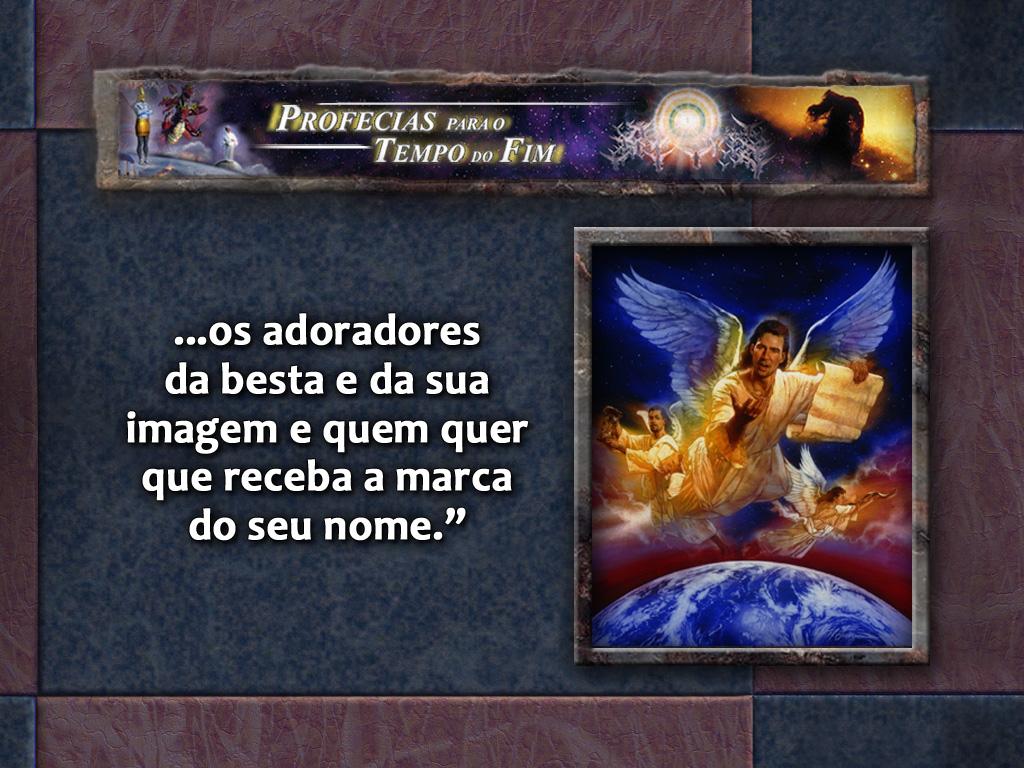 PROFECIAS PARA O
TEMPO DO FIM
...os adoradores
da besta e da sua
imagem e quem quer
que receba a marca
do seu nome.”